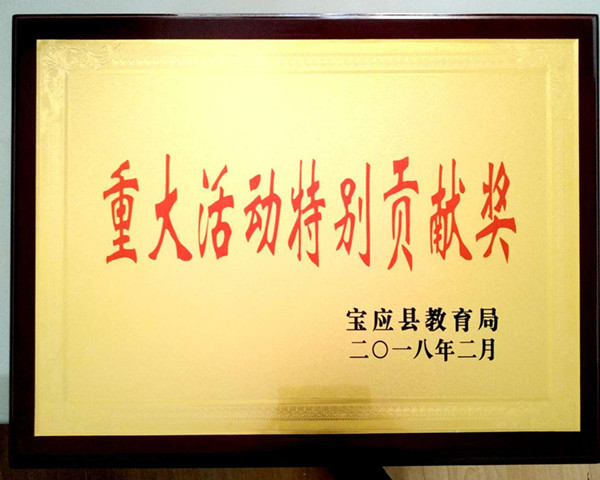 重大活动特别贡献奖
宝应县教育局
二〇一八年二月